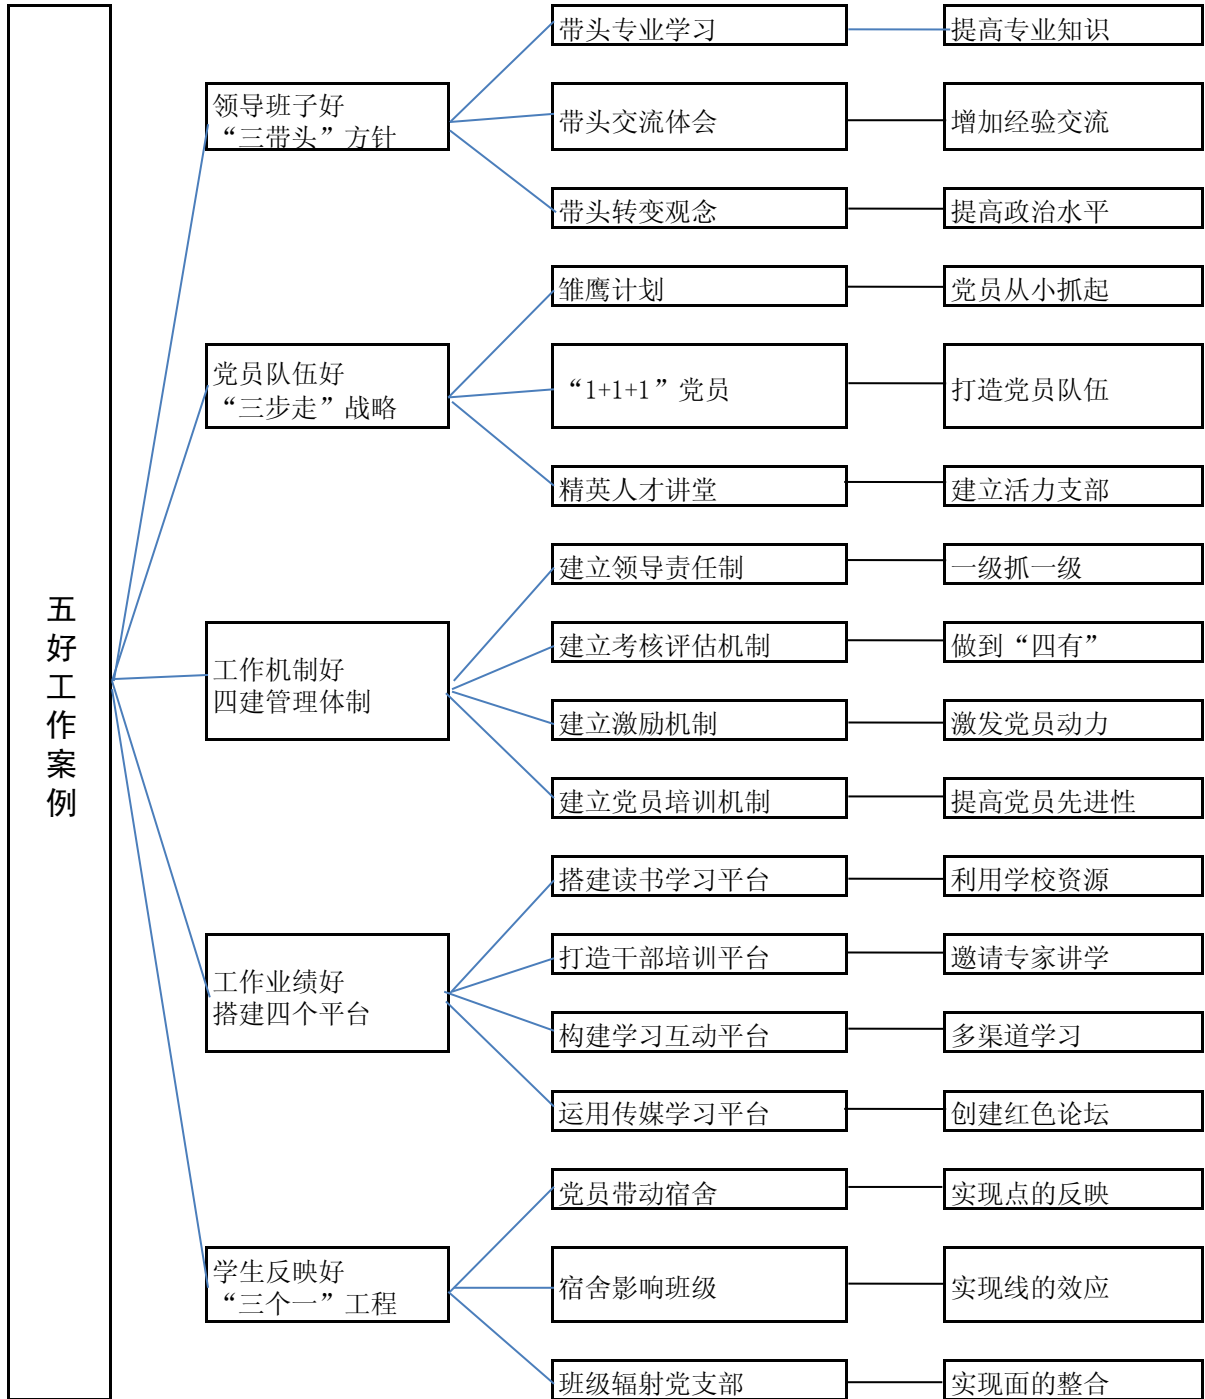 五好工作案例
领导班子好
“三带头”方针
带头专业学习
提高专业知识
带头交流体会
增加经验交流
带头转变观念
提高政治水平
党员队伍好
“三步走”战略
雏鹰计划
党员从小抓起
“1+1+1”党员
打造党员队伍
精英人才讲堂
建立活力支部
工作机制好
四建管理体制
建立领导责任制
一级抓一级
建立考核评估机制
做到“四有”
建立激励机制
激发党员动力
建立党员培训机制
提高党员先进性
工作业绩好
搭建四个平台
搭建读书学习平台
利用学校资源
打造干部培训平台
邀请专家讲学
构建学习互动平台
多渠道学习
运用传媒学习平台
创建红色论坛
学生反映好
“三个一”工程
党员带动宿舍
实现点的反映
宿舍影响班级
实现线的效应
班级辐射党支部
实现面的整合